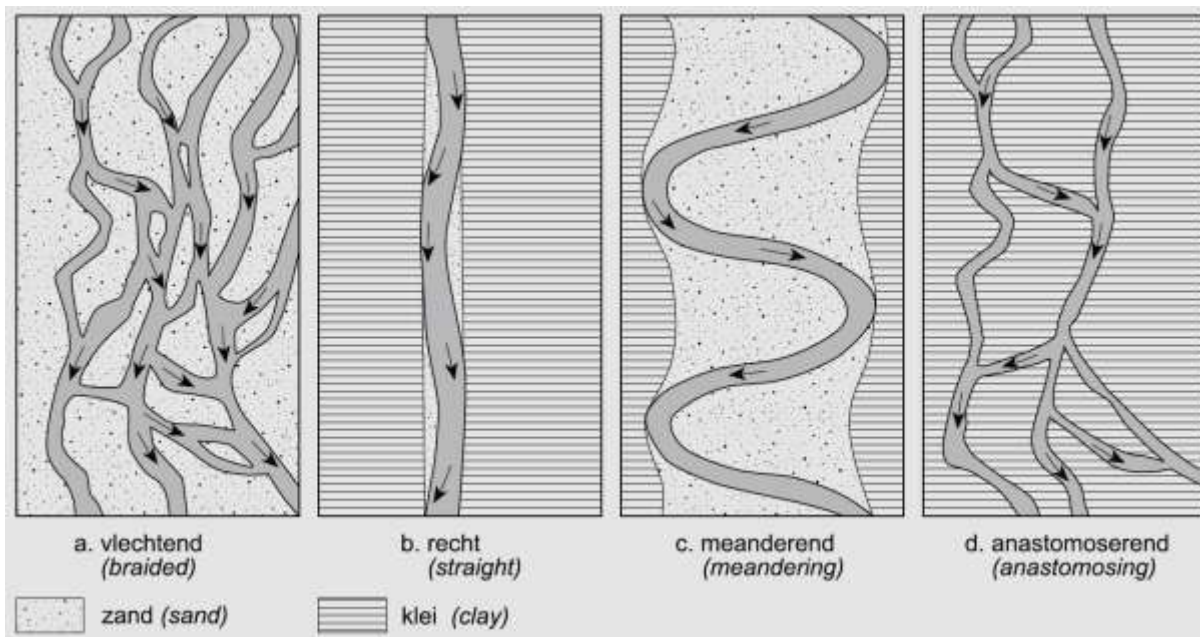 a. vlechtend
(braided)
b. recht
(straight)
c. meanderend
(meandering)
d. anastomoserend
(anastomosing)
zand (sand)
klei (clay)